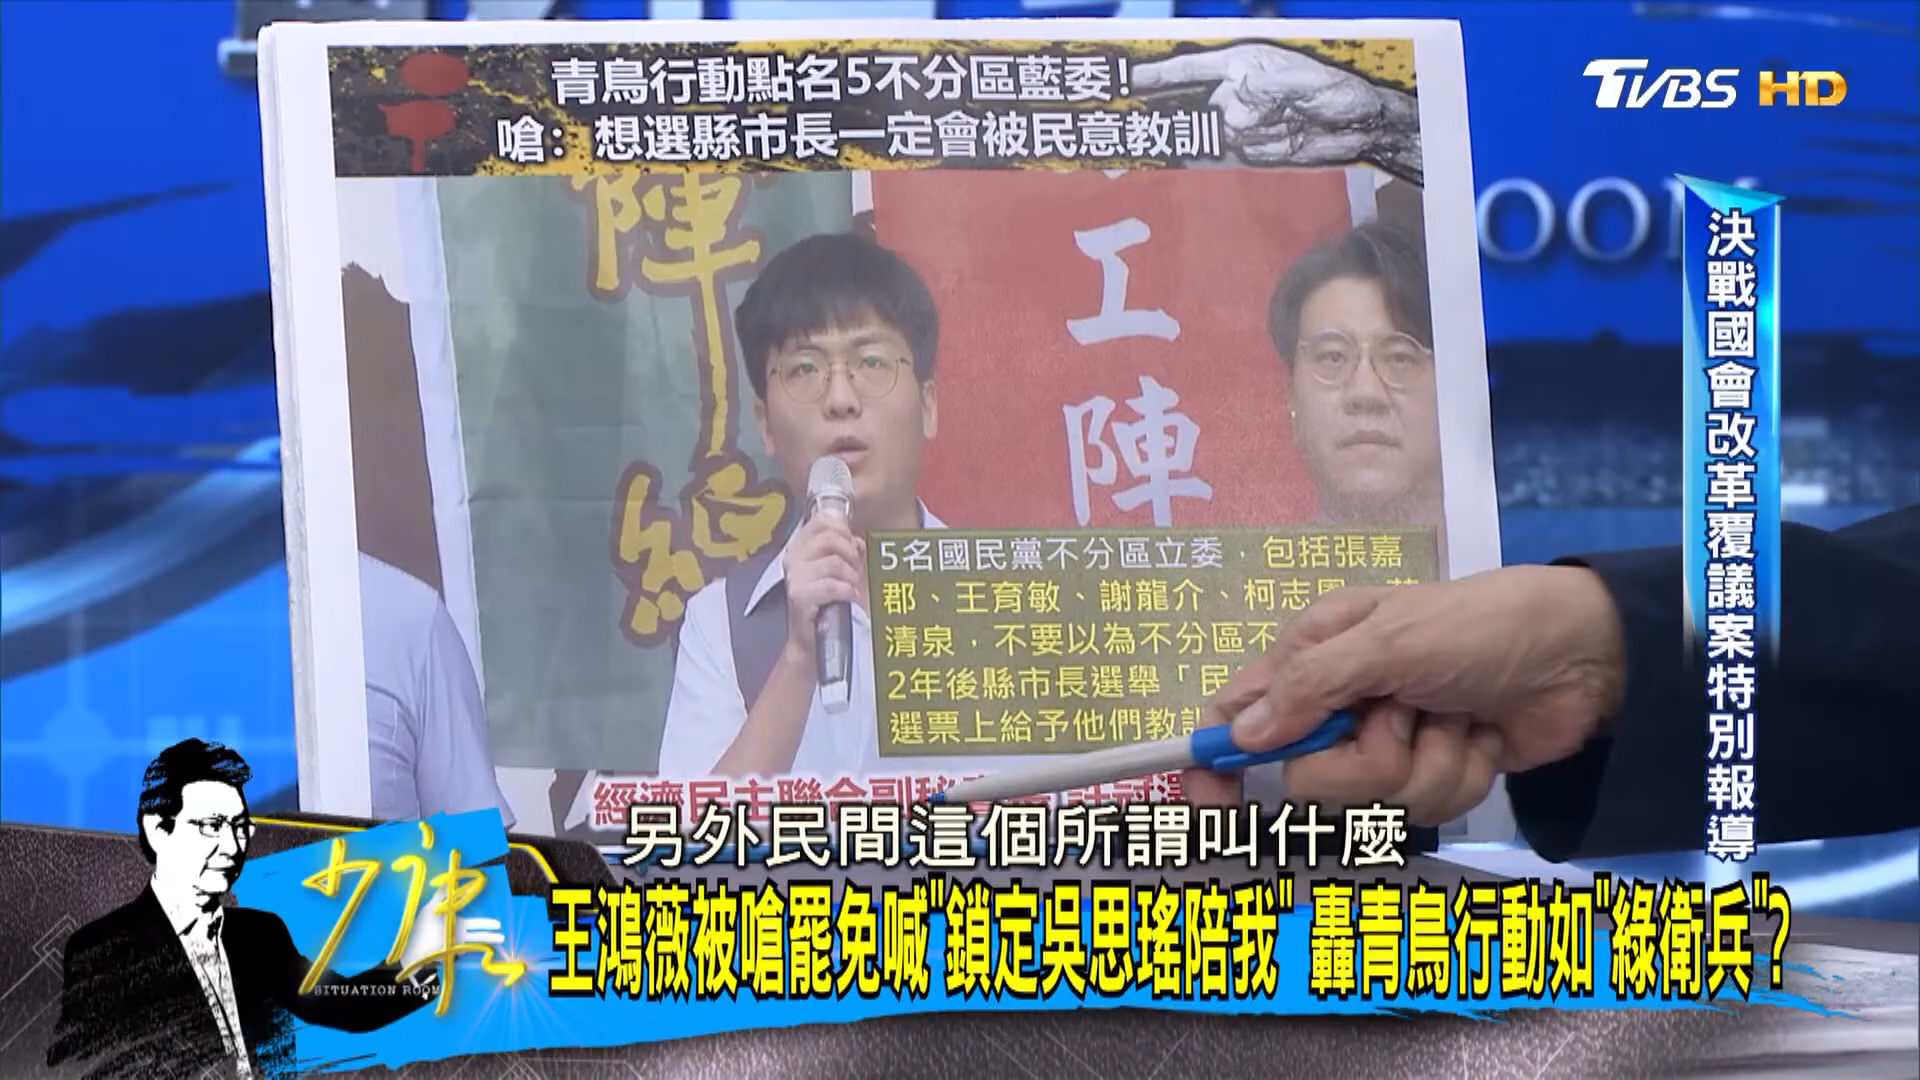 青鳥行動點名5不分區藍委！
嗆：想選縣市長一定會被民意教訓
TVBS HD
OOM
決戰國會改革覆議案特別報導
陣
工
陣
給
5名國民黨不分區立委，包括張嘉
郡、王育敏、謝龍介、柯志恩
清泉，不要以為不分區不
2年後縣市長選舉「民
選票上給予他們教訓
經濟民主聯合副秘 許冠澤
另外民間這個所謂叫什麼
少康
SITUATION ROOM
王鴻薇被嗆罷免喊"鎖定吳思瑤陪我" 轟青鳥行動如"綠衛兵"?